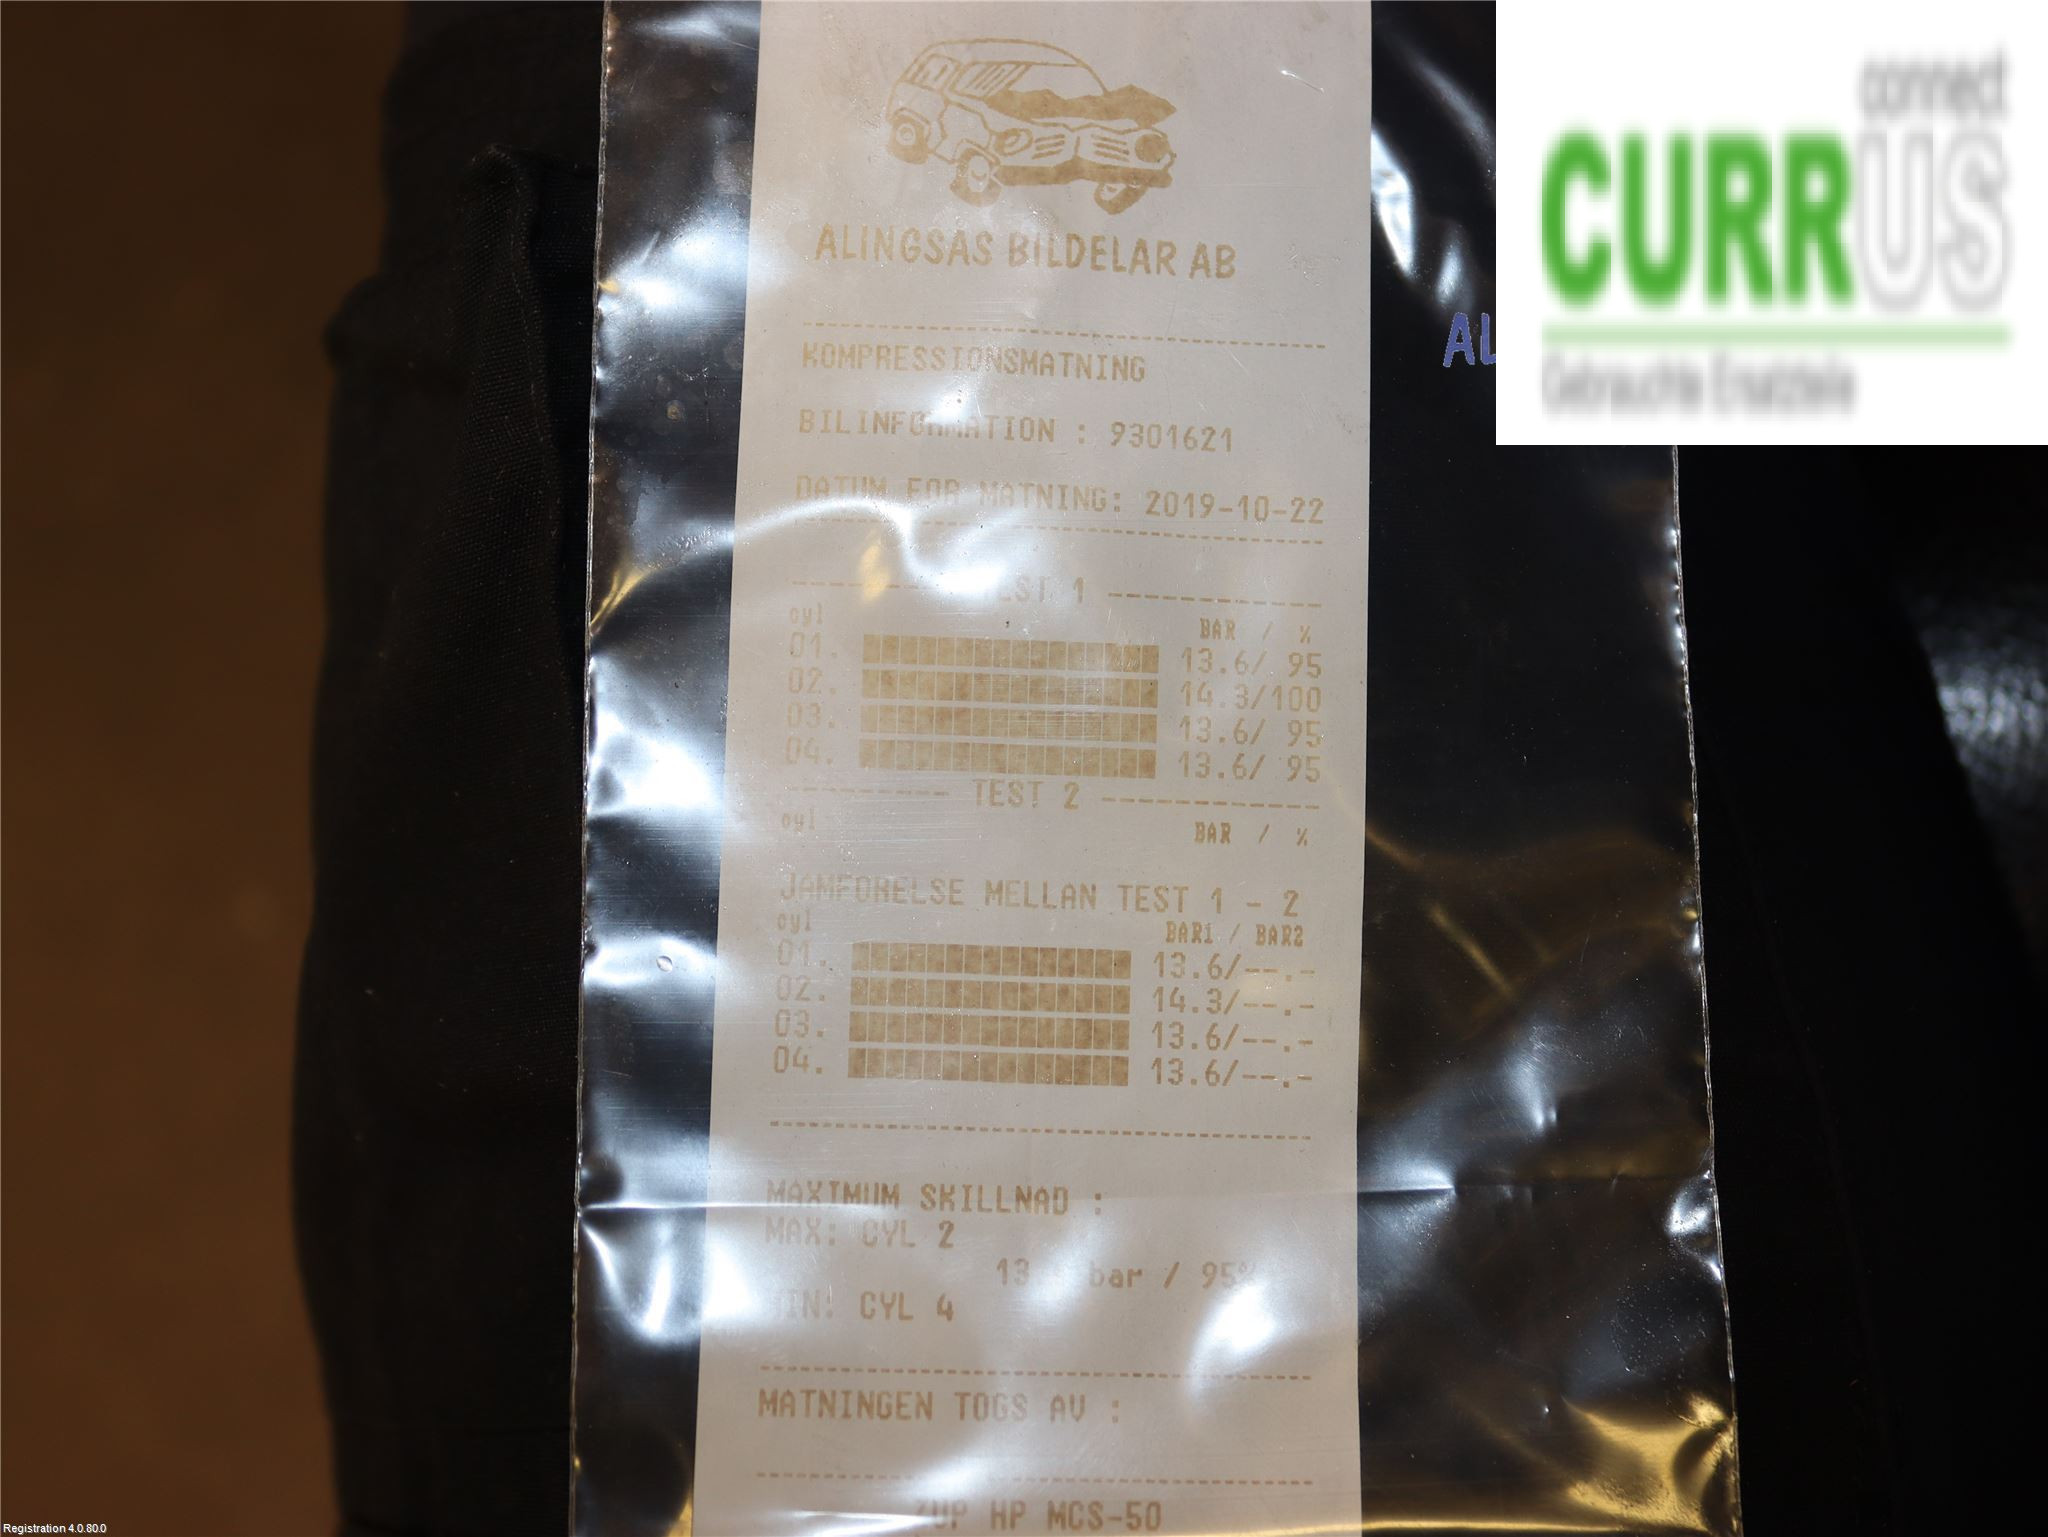 connect
CURRUS
Gebrauchte Ersatzteile
AL
ALINGSAS BILDELAR AB
KOMPRESSIONSMATNING
BILINFORMATION : 9301621
DATUM FOR MATNING: 2019-10-22
TEST 1
cyl BAR / %
01. 13.6/ 95
02. 14.3/100
03. 13.6/ 95
04. 13.6/ 95
TEST 2
cyl BAR / %
JAMFORELSE MELLAN TEST 1 - 2
cyl BAR1 / BAR2
01. 13.6/--.-
02. 14.3/--.-
03. 13.6/--.-
04. 13.6/--.-
MAXIMUM SKILLNAD :
MAX: CYL 2
bar / 95%
MIN: CYL 4
MATNINGEN TOGS AV :
HP MCS-50
Registration 4.0.80.0